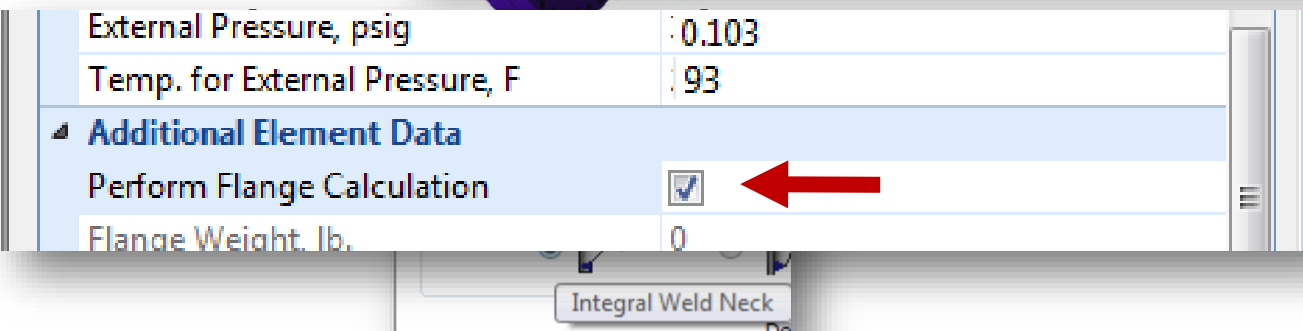 External Pressure, psig 0.103
Temp. for External Pressure, F 93
Additional Element Data
Perform Flange Calculation
Flange Weight, lb. 0
Integral Weld Neck